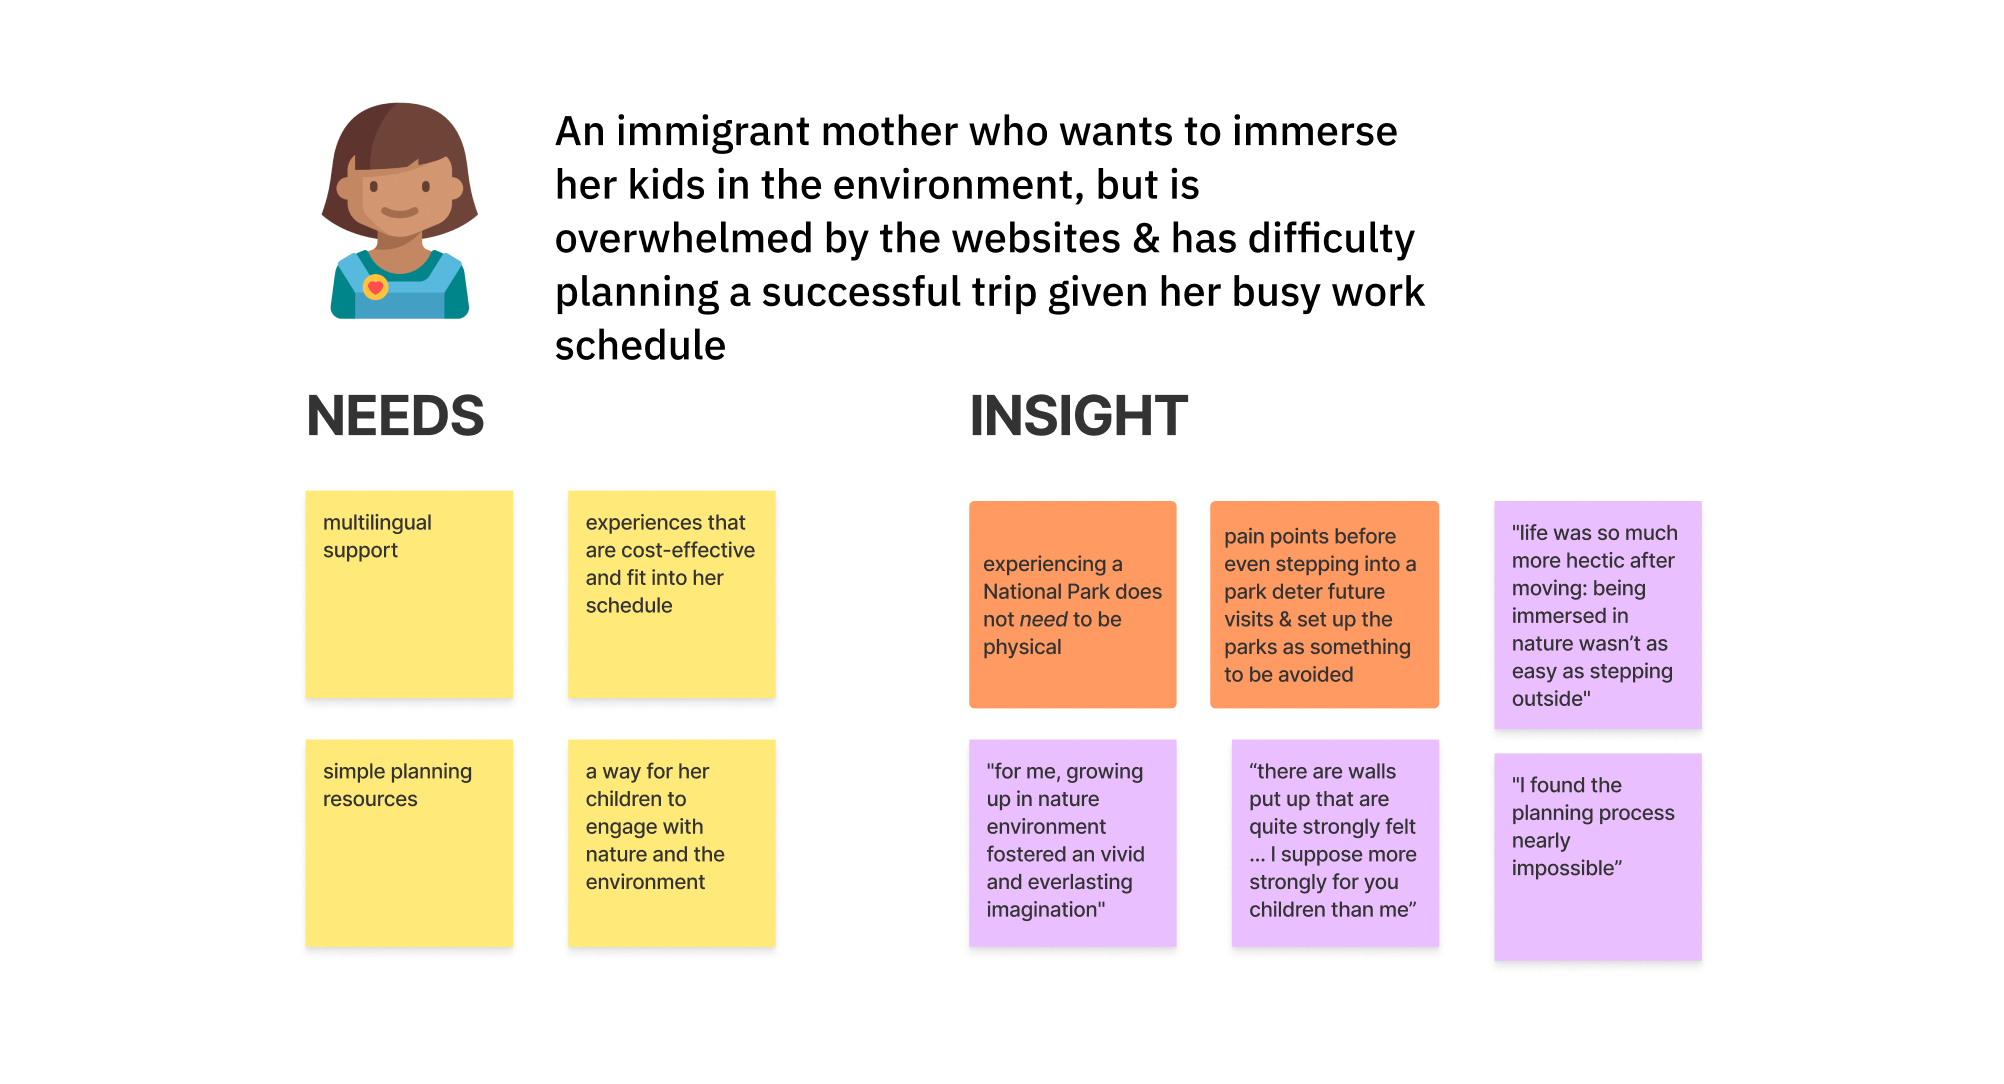 An immigrant mother who wants to immerse
her kids in the environment, but is
overwhelmed by the websites & has difficulty
planning a successful trip given her busy work
schedule
NEEDS
multilingual
support
experiences that
are cost-effective
and fit into her
schedule
simple planning
resources
a way for her
children to
engage with
nature and the
environment
INSIGHT
experiencing a
National Park does
not need to be
physical
pain points before
even stepping into a
park deter future
visits & set up the
parks as something
to be avoided
"life was so much
more hectic after
moving: being
immersed in
nature wasn’t as
easy as stepping
outside"
"for me, growing
up in nature
environment
fostered an vivid
and everlasting
imagination"
“there are walls
put up that are
quite strongly felt
... I suppose more
strongly for you
children than me”
"I found the
planning process
nearly
impossible”